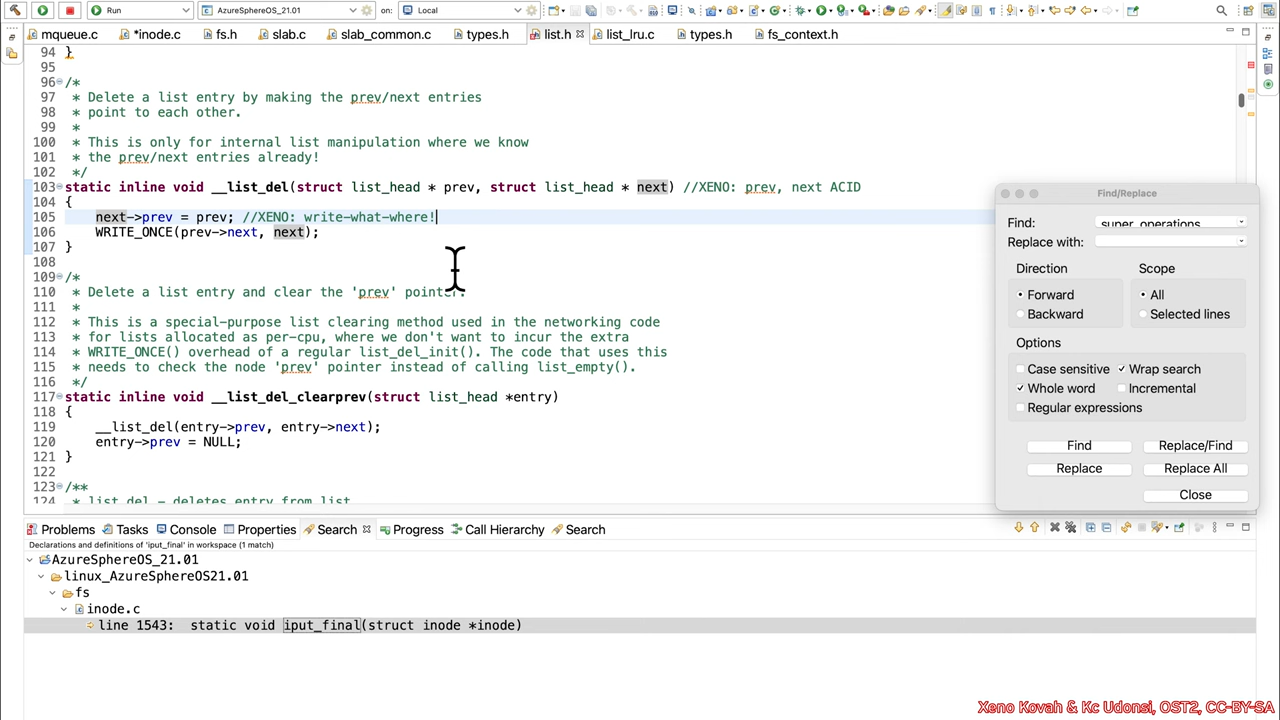 Run AzureSphereOS_21.01 on: Local
mqueue.c *inode.c fs.h slab.c slab_common.c types.h list.h list_lru.c types.h fs_context.h
94 }
95
96 /*
97  * Delete a list entry by making the prev/next entries
98  * point to each other.
99  *
100  * This is only for internal list manipulation where we know
101  * the prev/next entries already!
102  */
103 static inline void __list_del(struct list_head * prev, struct list_head * next) //XENO: prev, next ACID
104 {
105     next->prev = prev; //XENO: write-what-where!
106     WRITE_ONCE(prev->next, next);
107 }
108
109 /*
110  * Delete a list entry and clear the 'prev' pointer.
111  *
112  * This is a special-purpose list clearing method used in the networking code
113  * for lists allocated as per-cpu, where we don't want to incur the extra
114  * WRITE_ONCE() overhead of a regular list_del_init(). The code that uses this
115  * needs to check the node 'prev' pointer instead of calling list_empty().
116  */
117 static inline void __list_del_clearprev(struct list_head *entry)
118 {
119     __list_del(entry->prev, entry->next);
120     entry->prev = NULL;
121 }
122
123 /**
124  * list_del - deletes entry from list.
Find/Replace
Find: super_operations
Replace with:
Direction Scope
Forward All
Backward Selected lines
Options
Case sensitive Wrap search
Whole word Incremental
Regular expressions
Find Replace/Find
Replace Replace All
Close
Problems Tasks Console Properties Search Progress Call Hierarchy Search
Declarations and definitions of 'iput_final' in workspace (1 match)
AzureSphereOS_21.01
linux_AzureSphereOS21.01
fs
inode.c
line 1543: static void iput_final(struct inode *inode)
Xeno Kovah & Kc Udonsi, OST2, CC-BY-SA